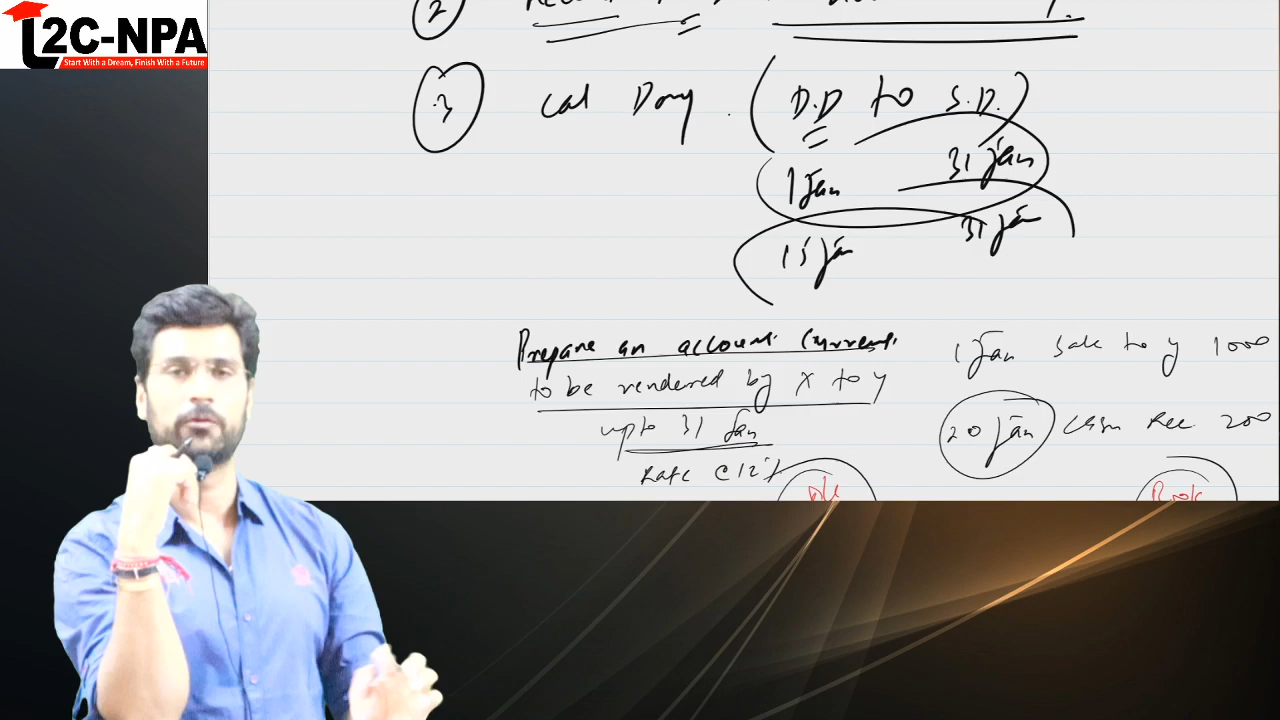 L2C-NPA
Start With a Dream, Finish With a Future
2
3 Cal Days (D.D to S.D.)
1 Jan 31 Jan
15 Jan 31 Jan
Prepare an account Current
to be rendered by X to Y
upto 31 Jan
Rate @ 12%
1 Jan Sale to Y 1000
20 Jan Cash Rec 200